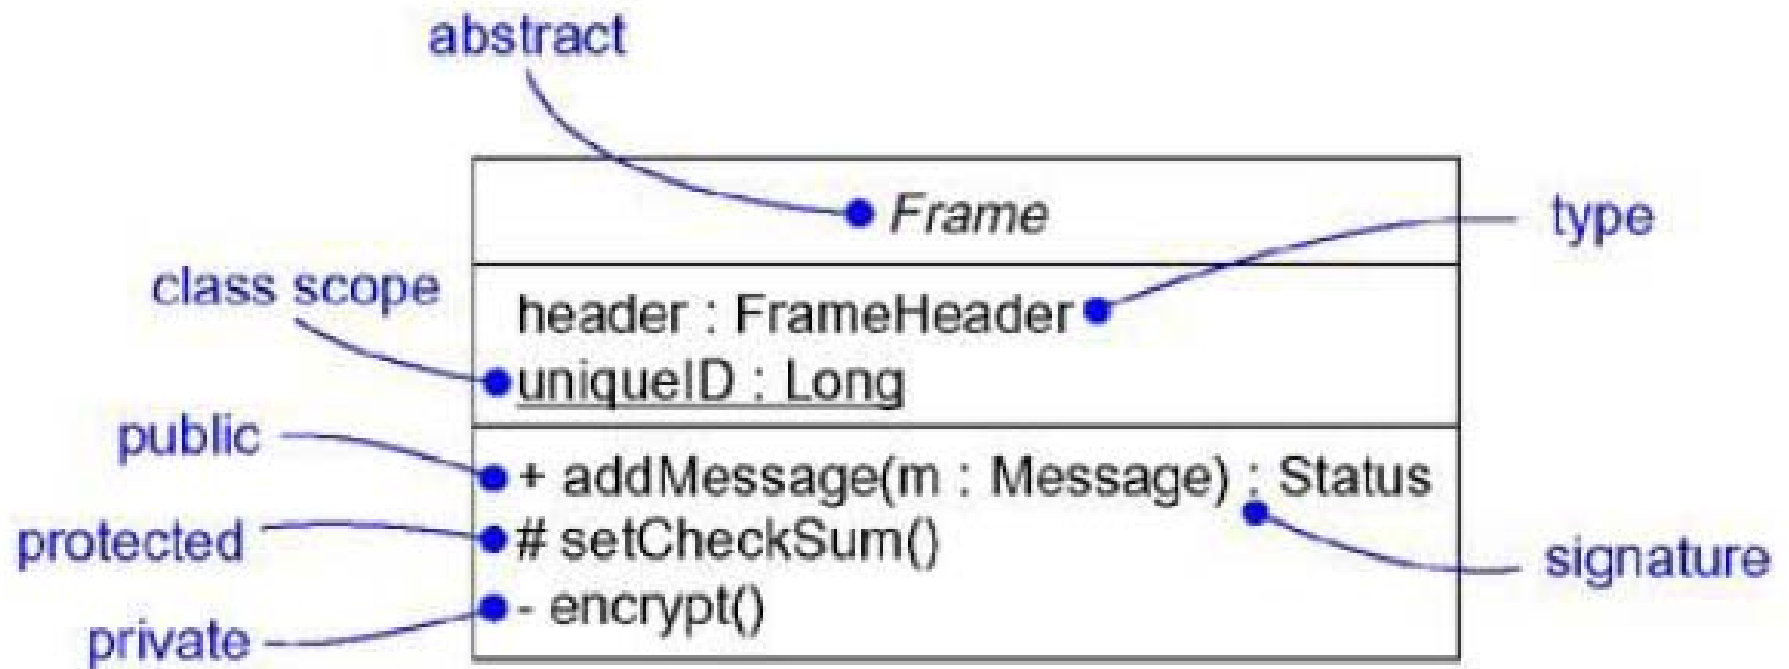 abstract
Frame
type
class scope
header : FrameHeader
uniqueID : Long
public
+ addMessage(m : Message) : Status
protected
# setCheckSum()
signature
private
- encrypt()